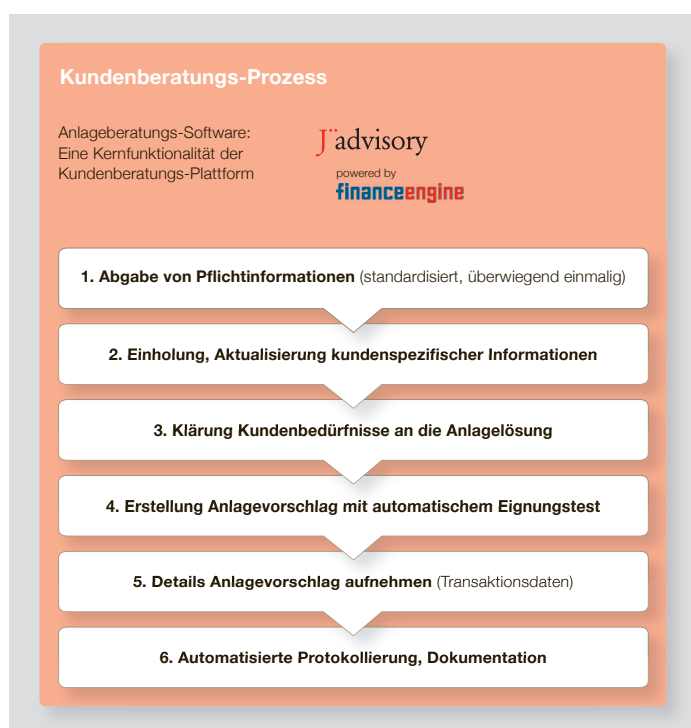 Kundenberatungs-Prozess
Anlageberatungs-Software:
Eine Kernfunktionalität der
Kundenberatungs-Plattform
J¨advisory
powered by
financeengine
1. Abgabe von Pflichtinformationen (standardisiert, überwiegend einmalig)
2. Einholung, Aktualisierung kundenspezifischer Informationen
3. Klärung Kundenbedürfnisse an die Anlagelösung
4. Erstellung Anlagevorschlag mit automatischem Eignungstest
5. Details Anlagevorschlag aufnehmen (Transaktionsdaten)
6. Automatisierte Protokollierung, Dokumentation